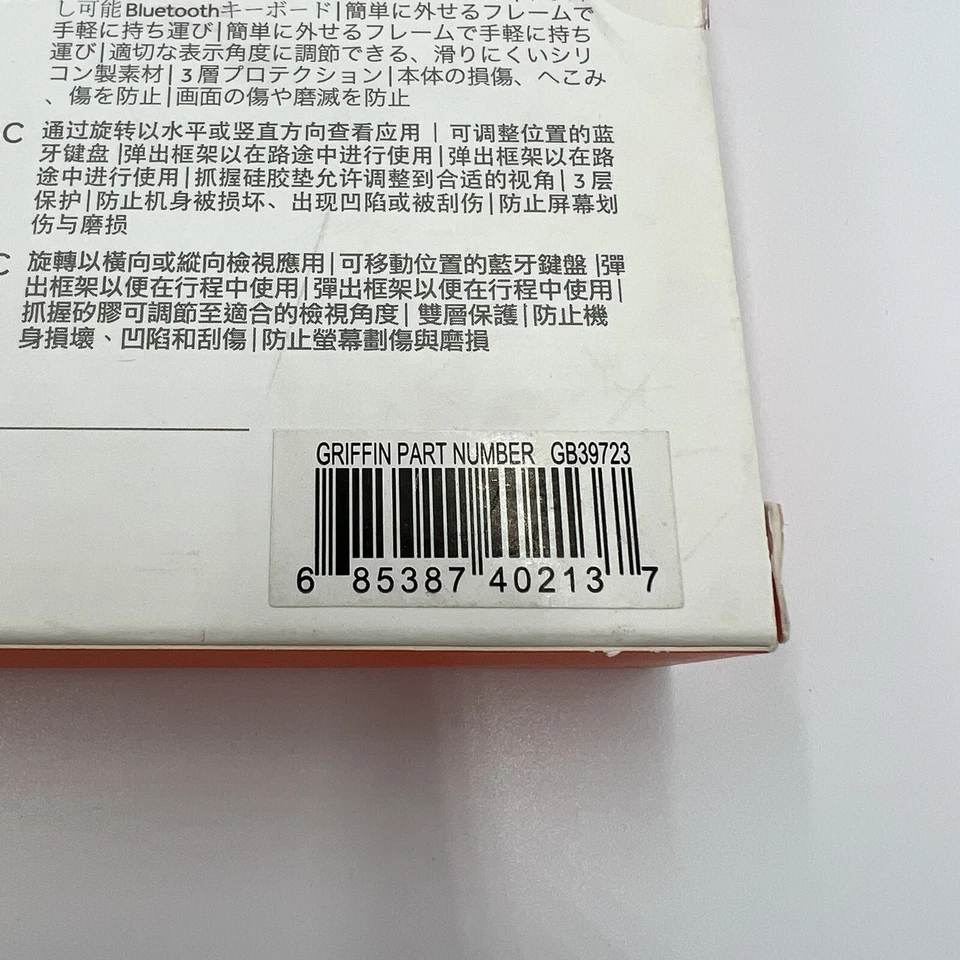 し可能Bluetoothキーボード|簡単に外せるフレームで
手軽に持ち運び|簡単に外せるフレームで手軽に持ち
運び|適切な表示角度に調節できる、滑りにくいシリ
コン製素材|3層プロテクション|本体の損傷、へこみ
、傷を防止|画面の傷や磨滅を防止
C 通过旋转以水平或竖直方向查看应用 | 可调整位置的蓝
牙键盘 |弹出框架以在路途中进行使用|弹出框架以在路
途中进行使用|抓握硅胶垫允许调整到合适的视角|3层
保护|防止机身被损坏、出现凹陷或被刮伤|防止屏幕划
伤与磨损
C 旋轉以橫向或縱向檢視應用|可移動位置的藍牙鍵盤 |彈
出框架以便在行程中使用|彈出框架以便在行程中使用|
抓握矽膠可調節至適合的檢視角度| 雙層保護|防止機
身損壞、凹陷和刮傷|防止螢幕劃傷與磨損
GRIFFIN PART NUMBER GB39723
6 85387 40213 7